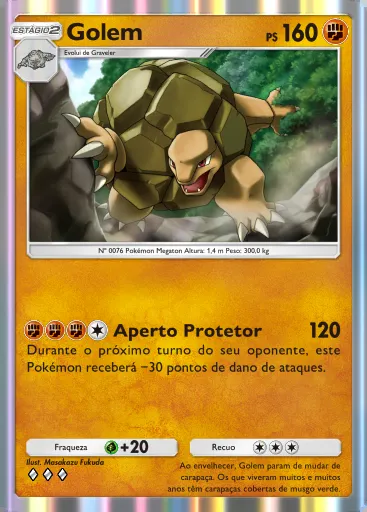 ESTÁGIO 2
Golem
PS 160
Evolui de Graveler
Nº 0076 Pokémon Megaton Altura: 1,4 m Peso: 300,0 kg
Aperto Protetor 120
Durante o próximo turno do seu oponente, este
Pokémon receberá −30 pontos de dano de ataques.
Fraqueza +20
Recuo
Ilust. Masakazu Fukuda
Ao envelhecer, Golem param de mudar de
carapaça. Os que viveram muitos e muitos
anos têm carapaças cobertas de musgo verde.